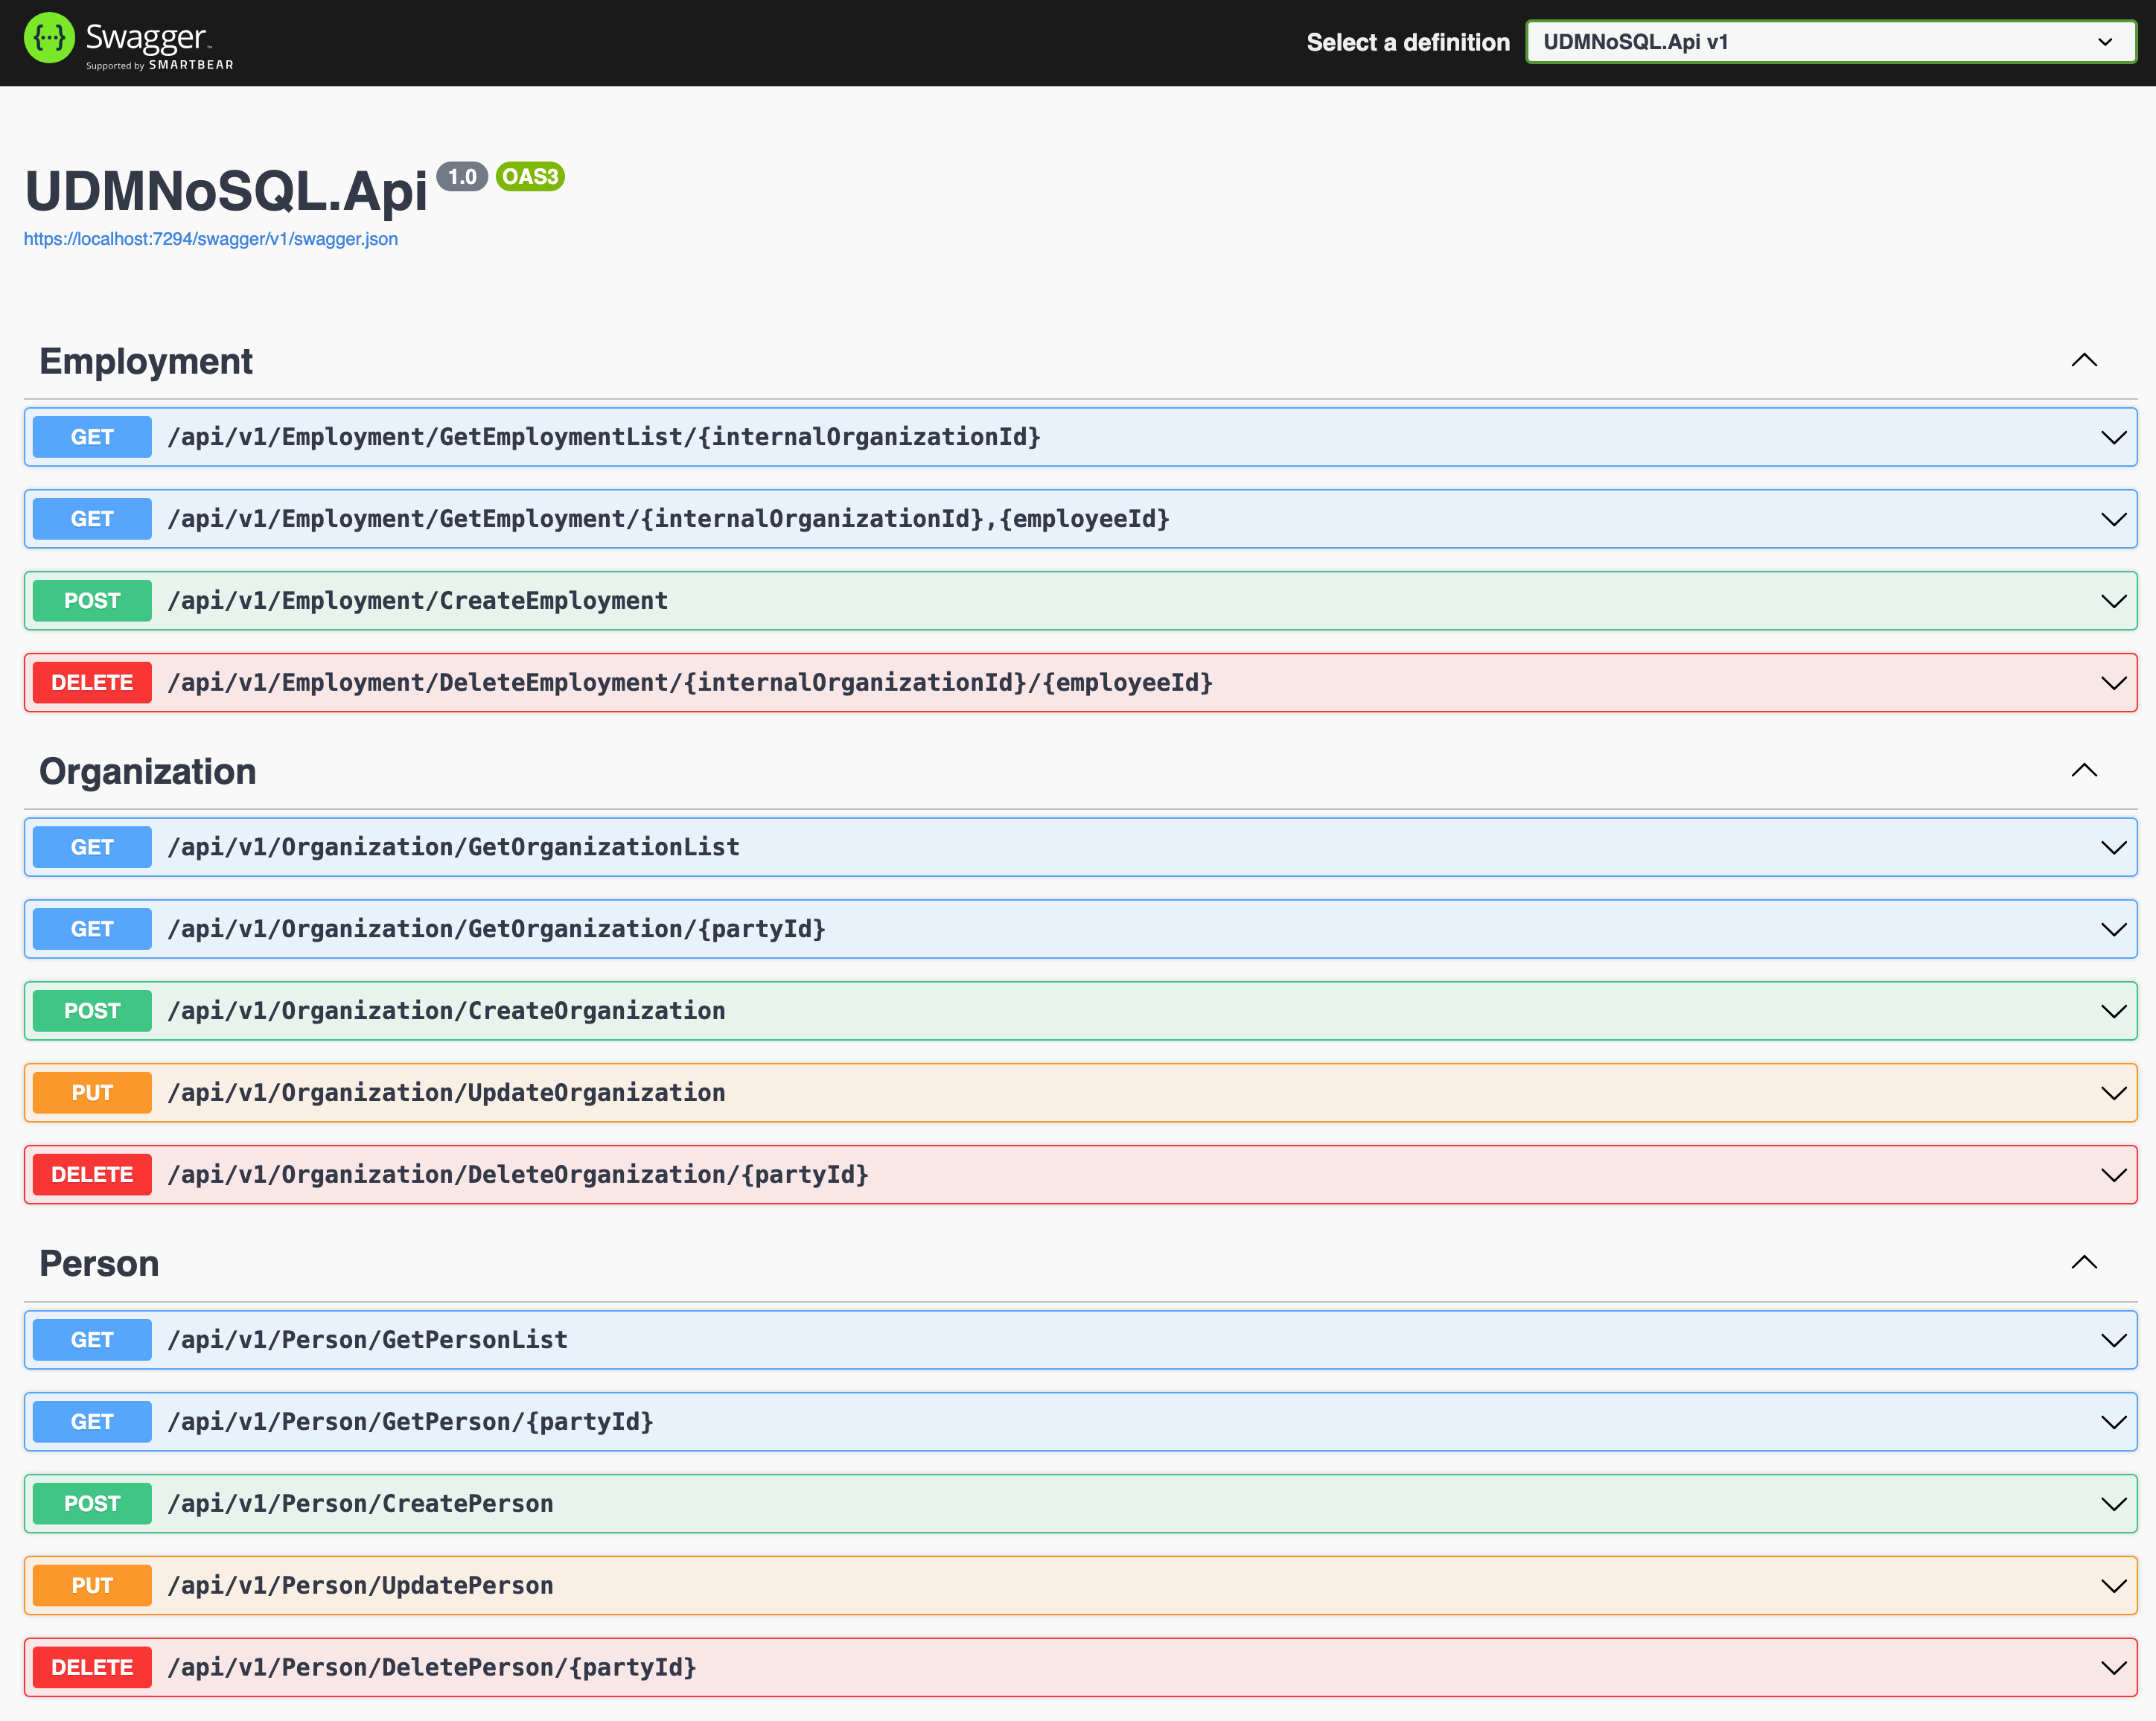 Swagger
Supported by SMARTBEAR
Select a definition
UDMNoSQL.Api v1
UDMNoSQL.Api 1.0 OAS3
https://localhost:7294/swagger/v1/swagger.json
Employment
GET /api/v1/Employment/GetEmploymentList/{internalOrganizationId}
GET /api/v1/Employment/GetEmployment/{internalOrganizationId},{employeeId}
POST /api/v1/Employment/CreateEmployment
DELETE /api/v1/Employment/DeleteEmployment/{internalOrganizationId}/{employeeId}
Organization
GET /api/v1/Organization/GetOrganizationList
GET /api/v1/Organization/GetOrganization/{partyId}
POST /api/v1/Organization/CreateOrganization
PUT /api/v1/Organization/UpdateOrganization
DELETE /api/v1/Organization/DeleteOrganization/{partyId}
Person
GET /api/v1/Person/GetPersonList
GET /api/v1/Person/GetPerson/{partyId}
POST /api/v1/Person/CreatePerson
PUT /api/v1/Person/UpdatePerson
DELETE /api/v1/Person/DeletePerson/{partyId}